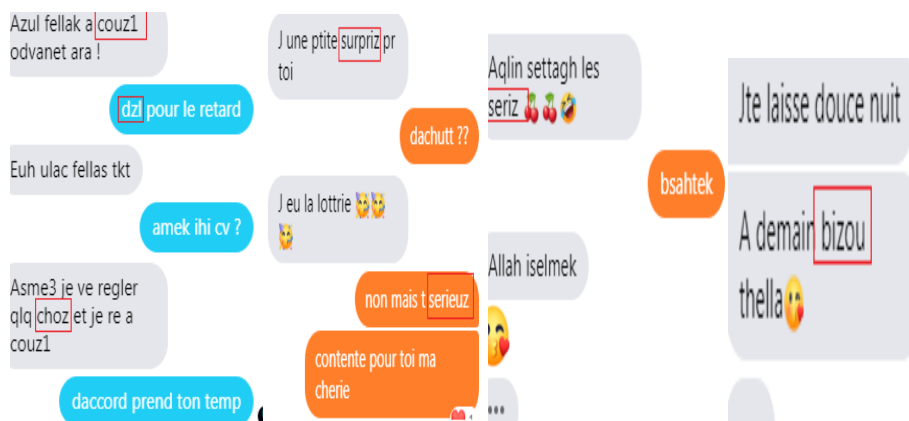 Azul fellak a couz1
odvanet ara !
dzl pour le retard
Euh ulac fellas tkt
amek ihi cv ?
Asme3 je ve regler
qlq choz et je re a
couz1
daccord prend ton temp
J une ptite surpriz pr
toi
dachutt ??
J eu la lottrie 🥳🥳
🥳
non mais t serieuz
contente pour toi ma
cherie
Aqlin settagh les
seriz 🍒🍒🤣
bsahtek
Allah iselmek
😘
...
Jte laisse douce nuit
A demain bizou
thella😘